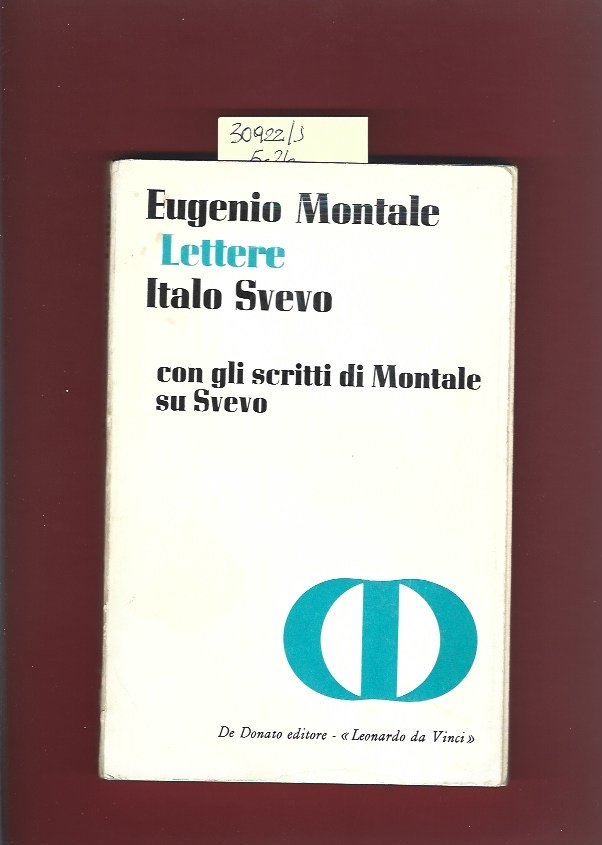 30922/S
Eugenio Montale
Lettere
Italo Svevo
con gli scritti di Montale
su Svevo
De Donato editore - «Leonardo da Vinci»